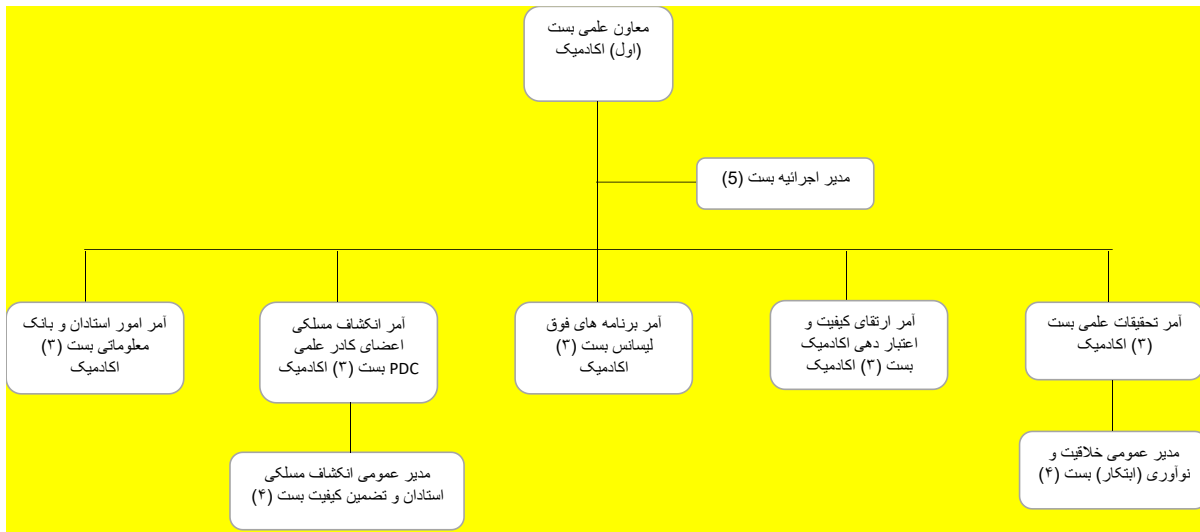 معاون علمی بست
(اول) اکادمیک
مدیر اجرائیه بست (5)
آمر تحقیقات علمی بست
(۳) اکادمیک
آمر ارتقای کیفیت و
اعتبار دهی اکادمیک
بست (۳) اکادمیک
آمر برنامه های فوق
لیسانس بست (۳)
اکادمیک
آمر انکشاف مسلکی
اعضای کادر علمی
PDC بست (۳) اکادمیک
آمر امور استادان و بانک
معلوماتی بست (۳)
اکادمیک
مدیر عمومی خلاقیت و
نوآوری (ابتکار) بست (۴)
مدیر عمومی انکشاف مسلکی
استادان و تضمین کیفیت بست (۴)